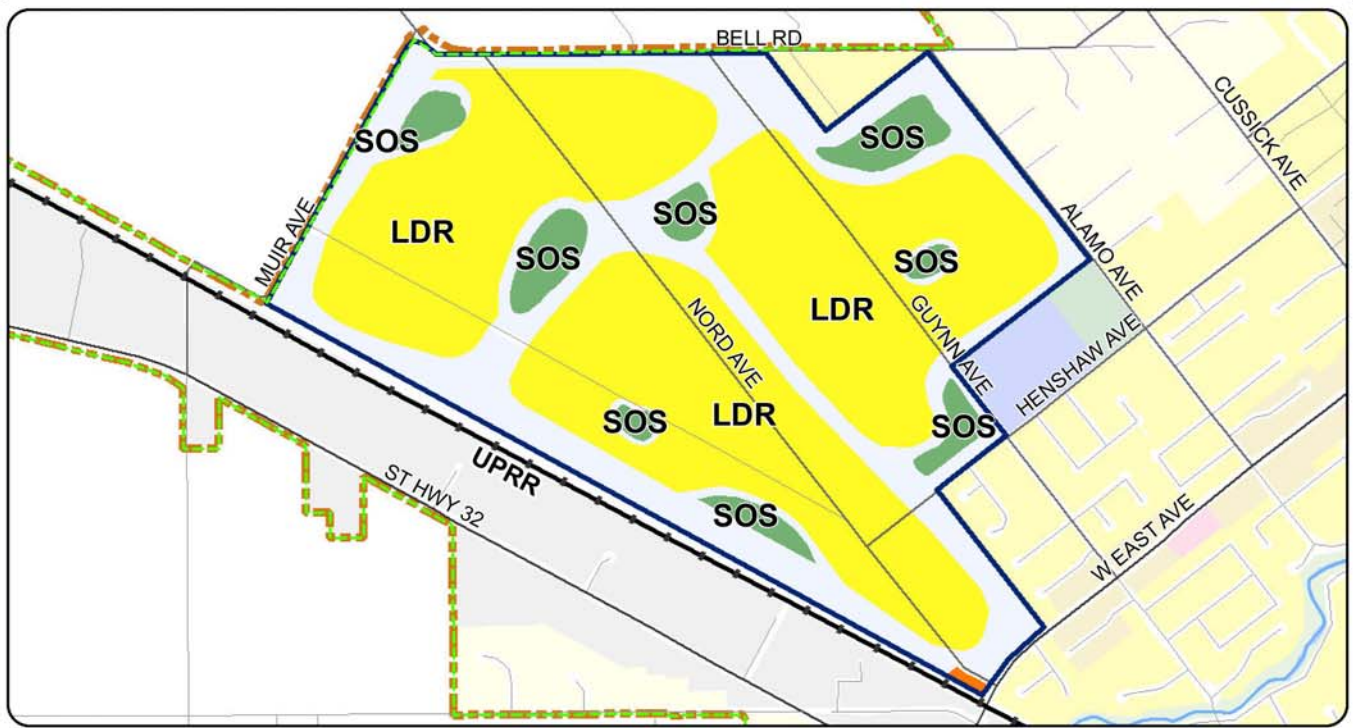 BELL RD
CUSSICK AVE
SOS
SOS
MUIR AVE
LDR
SOS
SOS
SOS
ALAMO AVE
LDR
NORD AVE
GUYNN AVE
HENSHAW AVE
SOS
LDR
SOS
UPRR
ST HWY 32
SOS
W EAST AVE